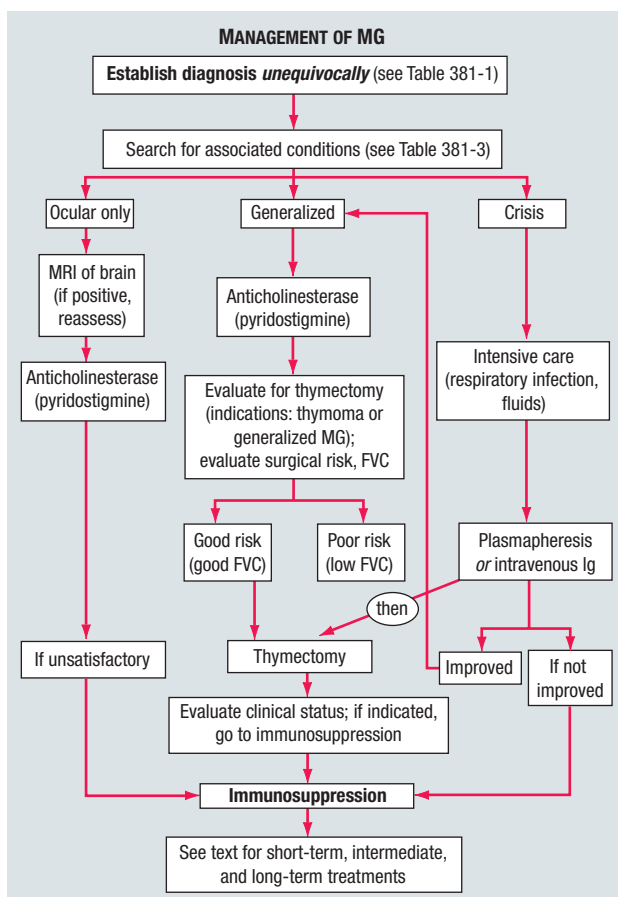 MANAGEMENT OF MG
Establish diagnosis unequivocally (see Table 381-1)
Search for associated conditions (see Table 381-3)
Ocular only
Generalized
Crisis
MRI of brain
(if positive,
reassess)
Anticholinesterase
(pyridostigmine)
Anticholinesterase
(pyridostigmine)
Intensive care
(respiratory infection,
fluids)
Evaluate for thymectomy
(indications: thymoma or
generalized MG);
evaluate surgical risk, FVC
Good risk
(good FVC)
Poor risk
(low FVC)
Plasmapheresis
or intravenous Ig
then
If unsatisfactory
Thymectomy
Improved
If not
improved
Evaluate clinical status; if indicated,
go to immunosuppression
Immunosuppression
See text for short-term, intermediate,
and long-term treatments